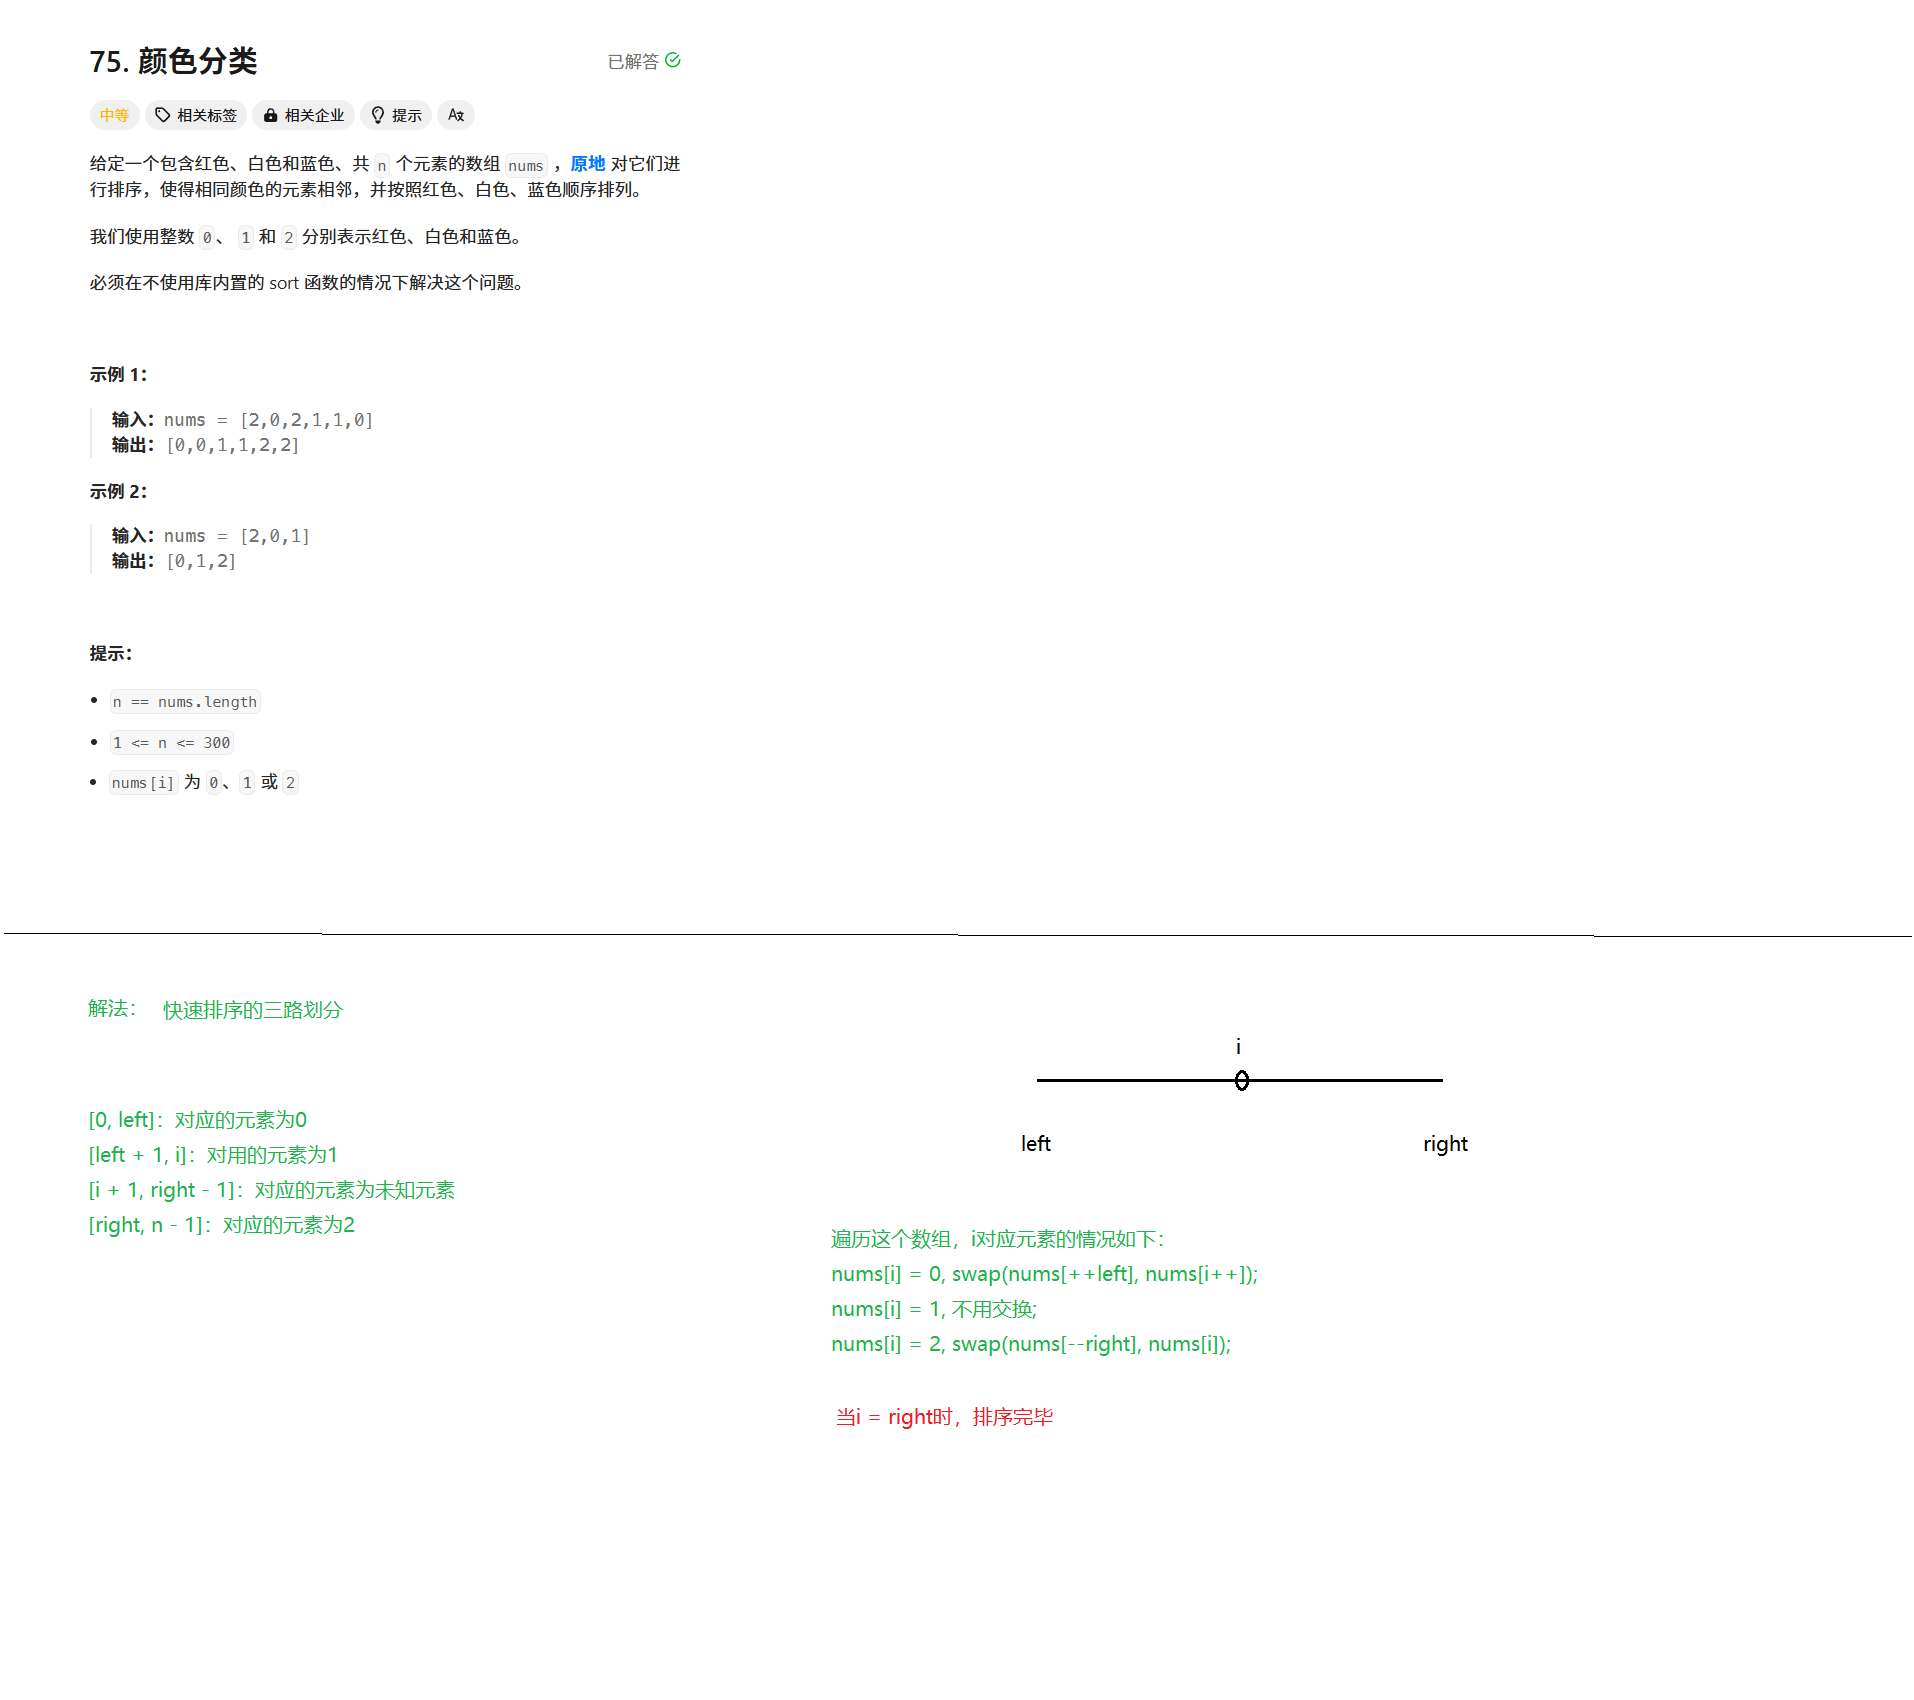 75. 颜色分类
已解答
中等
相关标签
相关企业
提示
给定一个包含红色、白色和蓝色、共 n 个元素的数组 nums ，原地 对它们进
行排序，使得相同颜色的元素相邻，并按照红色、白色、蓝色顺序排列。
我们使用整数 0、 1 和 2 分别表示红色、白色和蓝色。
必须在不使用库内置的 sort 函数的情况下解决这个问题。
示例 1：
输入：nums = [2,0,2,1,1,0]
输出：[0,0,1,1,2,2]
示例 2：
输入：nums = [2,0,1]
输出：[0,1,2]
提示：
n == nums.length
1 <= n <= 300
nums[i] 为 0、1 或 2
解法： 快速排序的三路划分
[0, left]：对应的元素为0
[left + 1, i]：对用的元素为1
[i + 1, right - 1]：对应的元素为未知元素
[right, n - 1]：对应的元素为2
i
left
right
遍历这个数组，i对应元素的情况如下：
nums[i] = 0, swap(nums[++left], nums[i++]);
nums[i] = 1, 不用交换;
nums[i] = 2, swap(nums[--right], nums[i]);
当i = right时，排序完毕